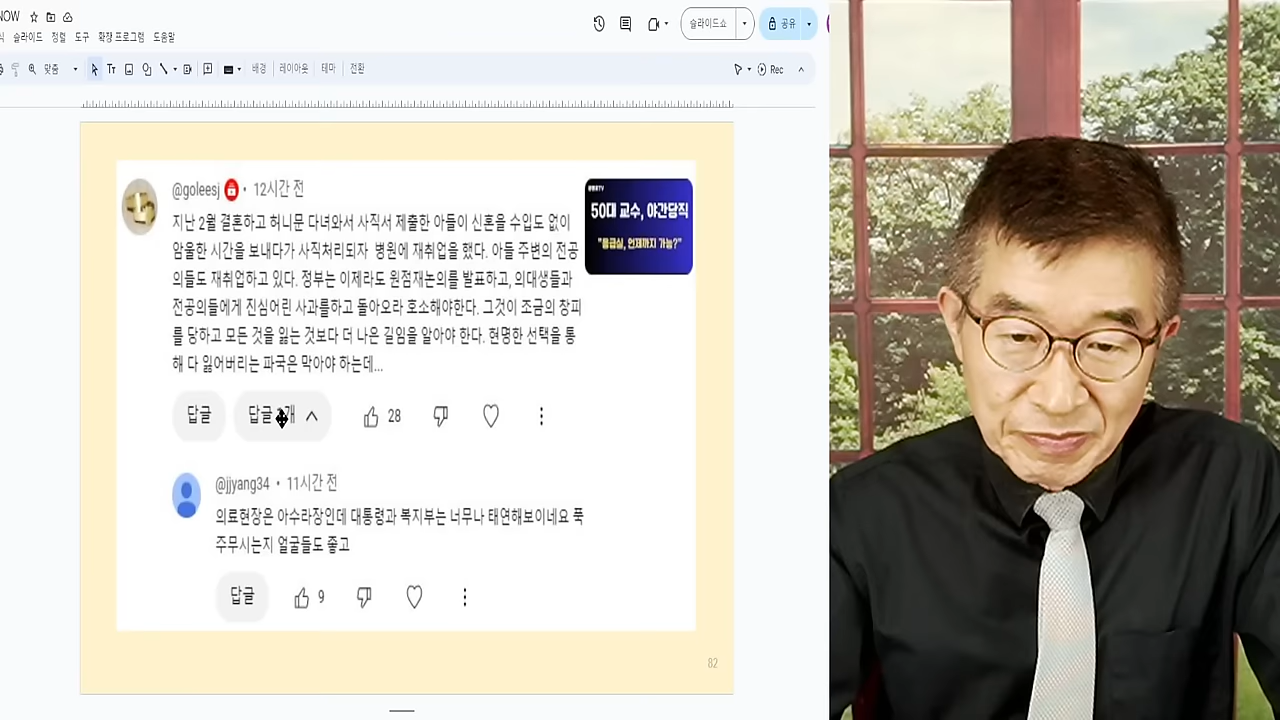 NOW
슬라이드 정렬 도구 확장 프로그램 도움말
슬라이드쇼
공유
맞춤
Tr
배경
레이아웃
테마
전환
Rec
@goleesj • 12시간 전
지난 2월 결혼하고 허니문 다녀와서 사직서 제출한 아들이 신혼을 수입도 없이
암울한 시간을 보내다가 사직처리되자 병원에 재취업을 했다. 아들 주변의 전공
의들도 재취업하고 있다. 정부는 이제라도 원점재논의를 발표하고, 의대생들과
전공의들에게 진심어린 사과를하고 돌아오라 호소해야한다. 그것이 조금의 창피
를 당하고 모든 것을 잃는 것보다 더 나은 길임을 알아야 한다. 현명한 선택을 통
해 다 잃어버리는 파국은 막아야 하는데...
50대 교수, 야간당직
"응급실, 언제까지 가능?"
답글
답글 개
28
@jjyang34 • 11시간 전
의료현장은 아수라장인데 대통령과 복지부는 너무나 태연해보이네요 푹
주무시는지 얼굴들도 좋고
답글
9
82